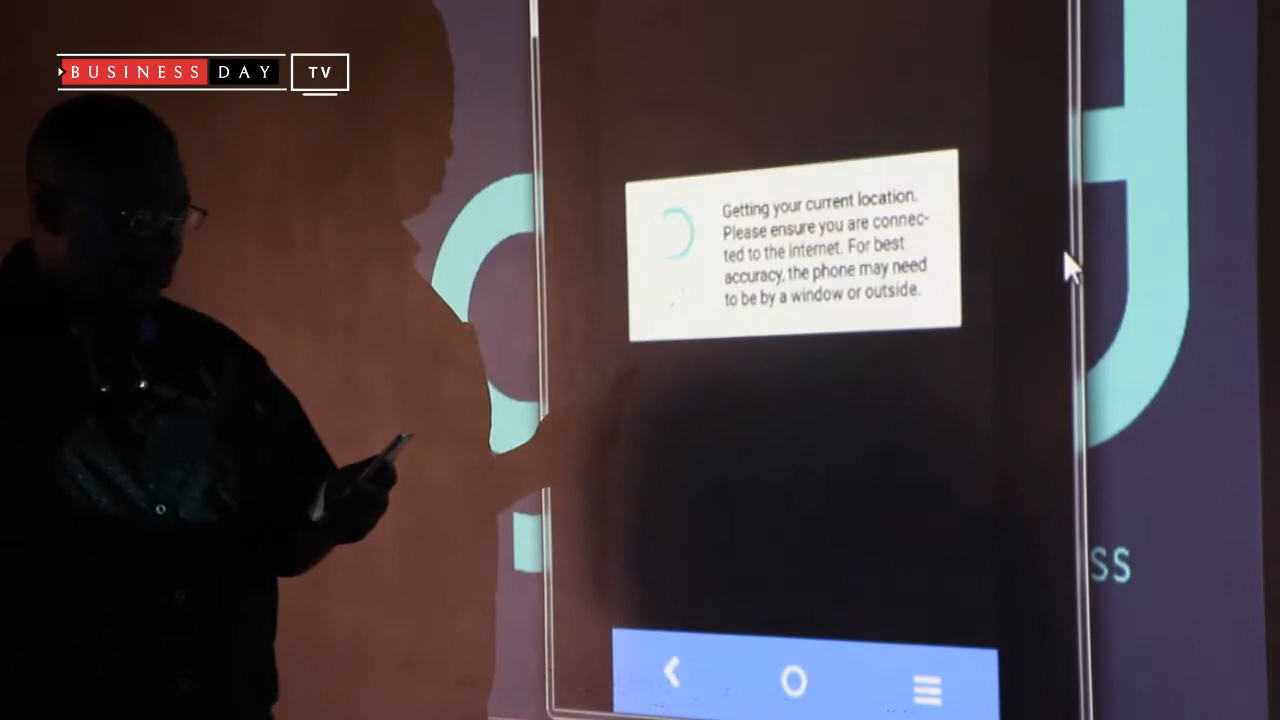 BUSINESS DAY TV
Getting your current location.
Please ensure you are connec-
ted to the internet. For best
accuracy, the phone may need
to be by a window or outside.
SS